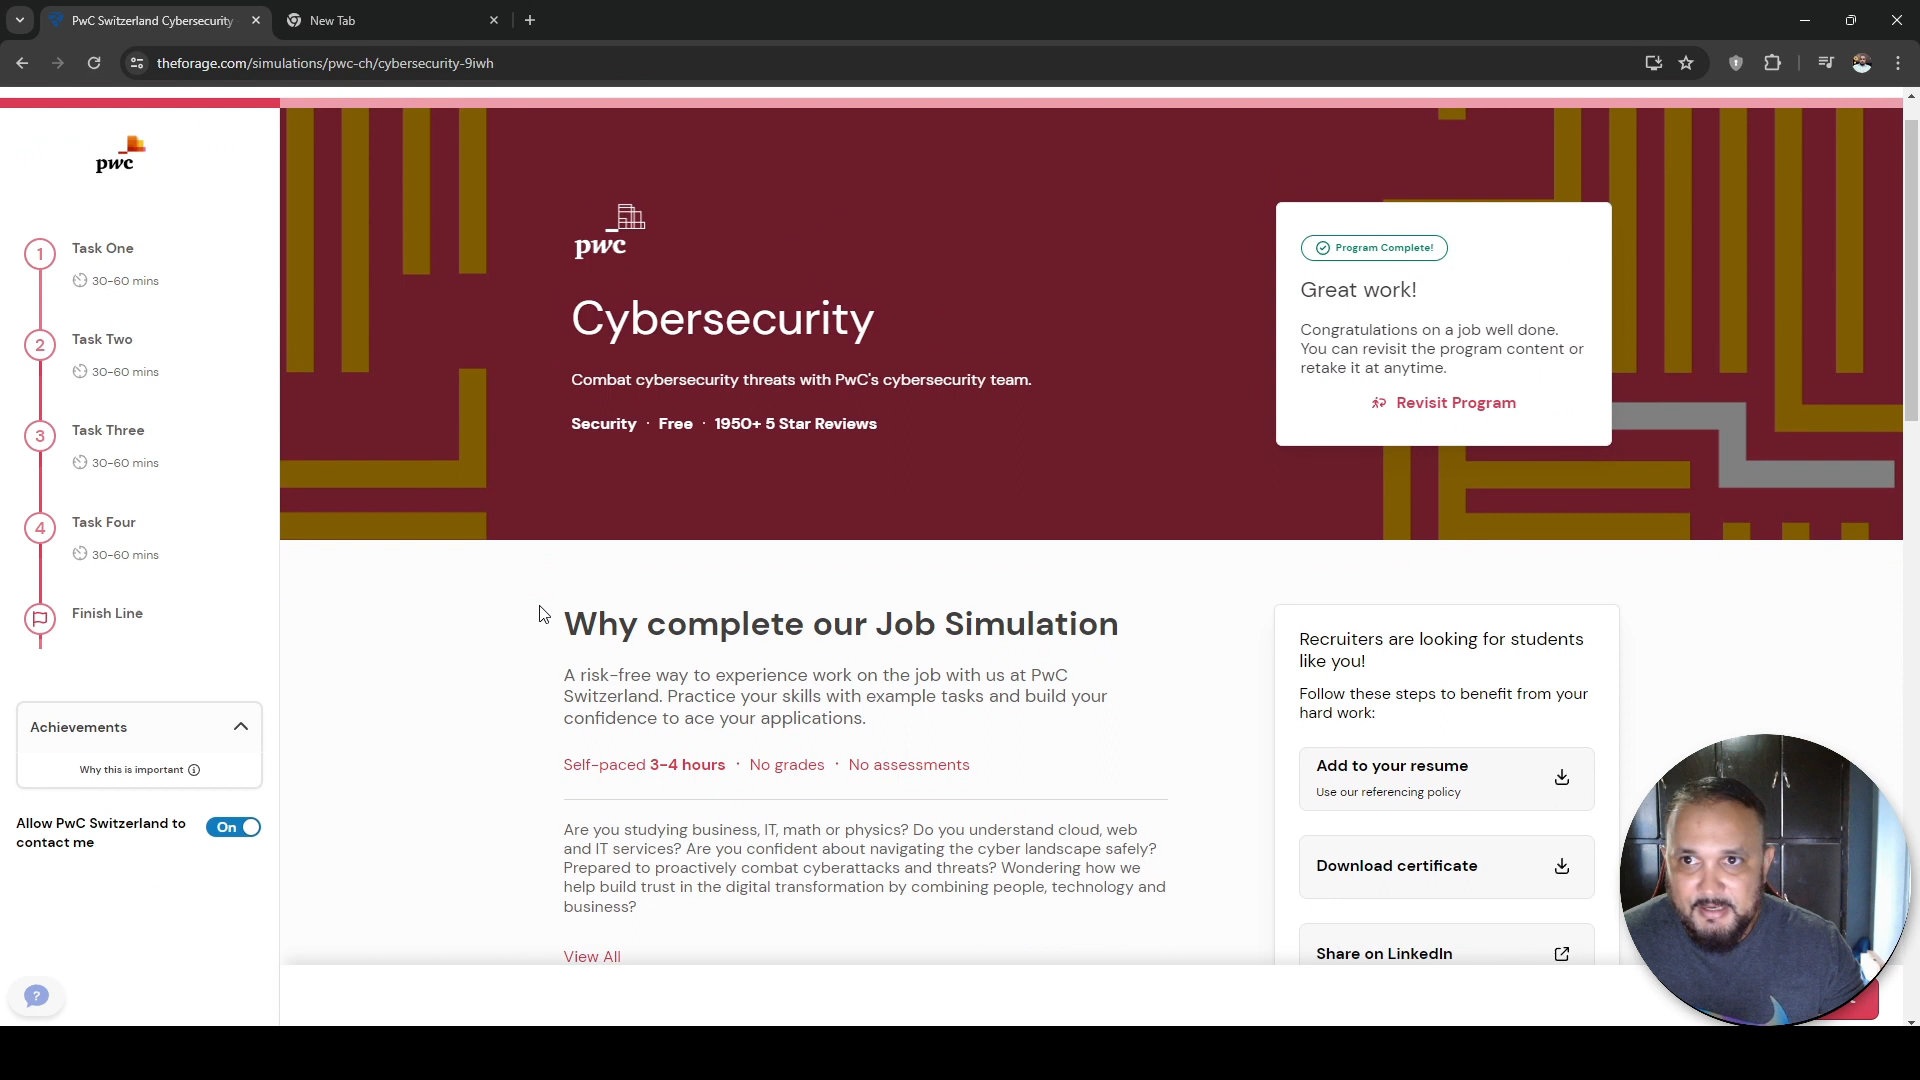 PwC Switzerland Cybersecurity
New Tab
theforage.com/simulations/pwc-ch/cybersecurity-9iwh
pwc
1
Task One
30-60 mins
2
Task Two
30-60 mins
3
Task Three
30-60 mins
4
Task Four
30-60 mins
Finish Line
Achievements
Why this is important
Allow PwC Switzerland to
contact me
On
?
pwc
Cybersecurity
Combat cybersecurity threats with PwC's cybersecurity team.
Security · Free · 1950+ 5 Star Reviews
Program Complete!
Great work!
Congratulations on a job well done.
You can revisit the program content or
retake it at anytime.
Revisit Program
Why complete our Job Simulation
A risk-free way to experience work on the job with us at PwC
Switzerland. Practice your skills with example tasks and build your
confidence to ace your applications.
Self-paced 3-4 hours · No grades · No assessments
Are you studying business, IT, math or physics? Do you understand cloud, web
and IT services? Are you confident about navigating the cyber landscape safely?
Prepared to proactively combat cyberattacks and threats? Wondering how we
help build trust in the digital transformation by combining people, technology and
business?
View All
Recruiters are looking for students
like you!
Follow these steps to benefit from your
hard work:
Add to your resume
Use our referencing policy
Download certificate
Share on LinkedIn